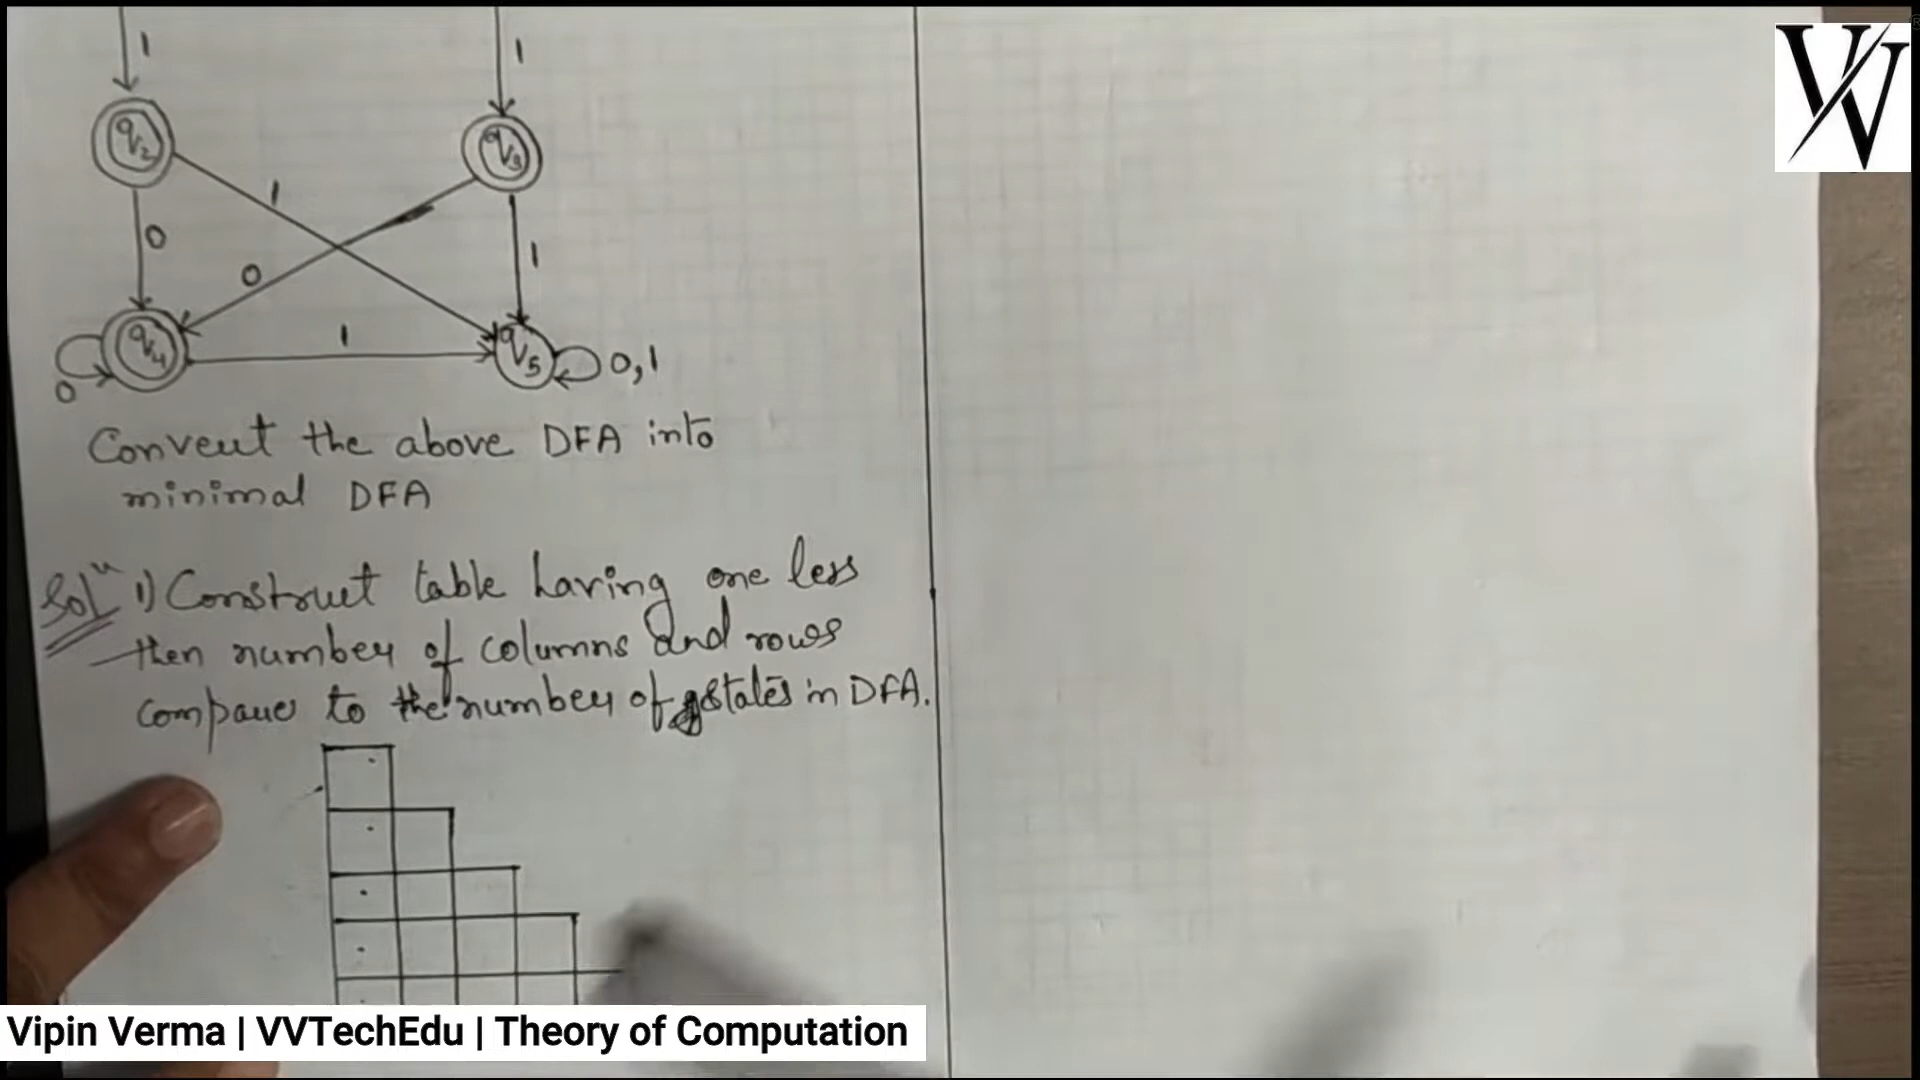 1
1
q2
q3
1
0
0
1
q4
1
q5
0,1
0
Convert the above DFA into
minimal DFA
Solⁿ 1) Construct table having one less
then number of columns and rows
compare to the number of states in DFA.
VV
Vipin Verma | VVTechEdu | Theory of Computation